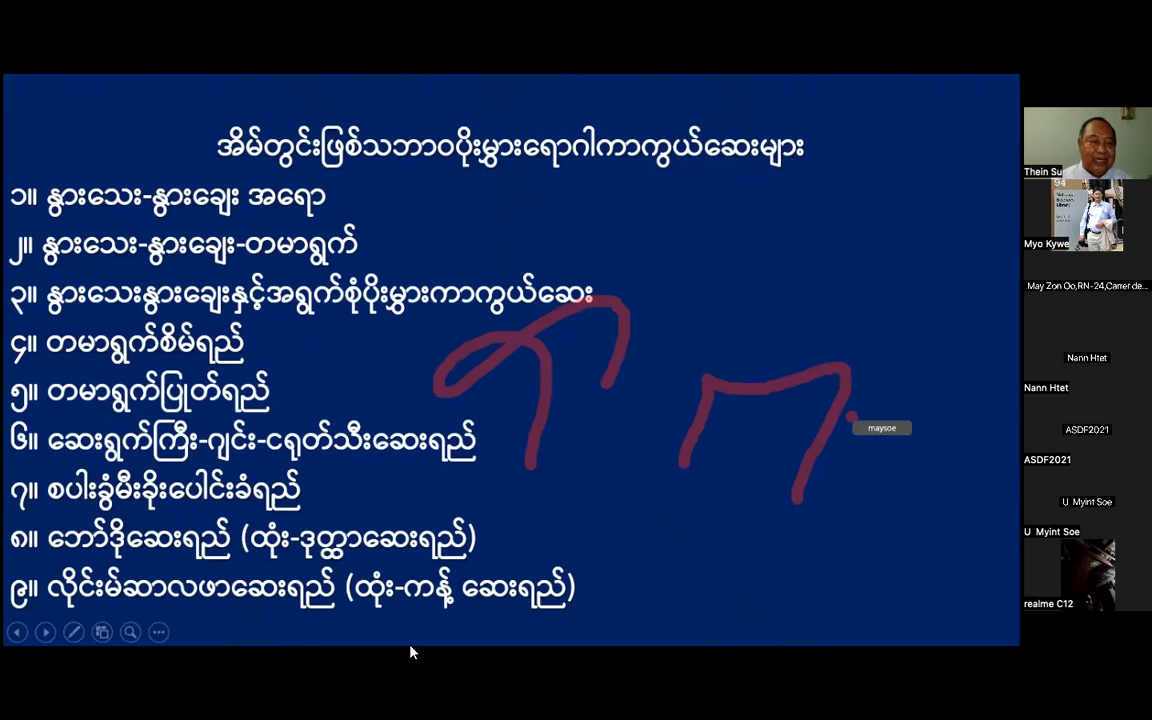 အိမ်တွင်းဖြစ်သဘာဝပိုးမွှားရောဂါကာကွယ်ဆေးများ
၁။ နွားသေး-နွားချေး အရော
၂။ နွားသေး-နွားချေး-တမာရွက်
၃။ နွားသေးနွားချေးနှင့်အရွက်စုံပိုးမွှားကာကွယ်ဆေး
၄။ တမာရွက်စိမ်ရည်
၅။ တမာရွက်ပြုတ်ရည်
၆။ ဆေးရွက်ကြီး-ဂျင်း-ငရုတ်သီးဆေးရည်
၇။ စပါးခွံမီးခိုးပေါင်းခံရည်
၈။ ဘော်ဒိုဆေးရည် (ထုံး-ဒုတ္ထာဆေးရည်)
၉။ လိုင်းမ်ဆာလဖာဆေးရည် (ထုံး-ကန့် ဆေးရည်)
maysoe
Thein Su
94
Myo Kywe
May Zon Oo,RN-24,Carrer de...
Nann Htet
Nann Htet
ASDF2021
ASDF2021
U Myint Soe
U Myint Soe
realme C12